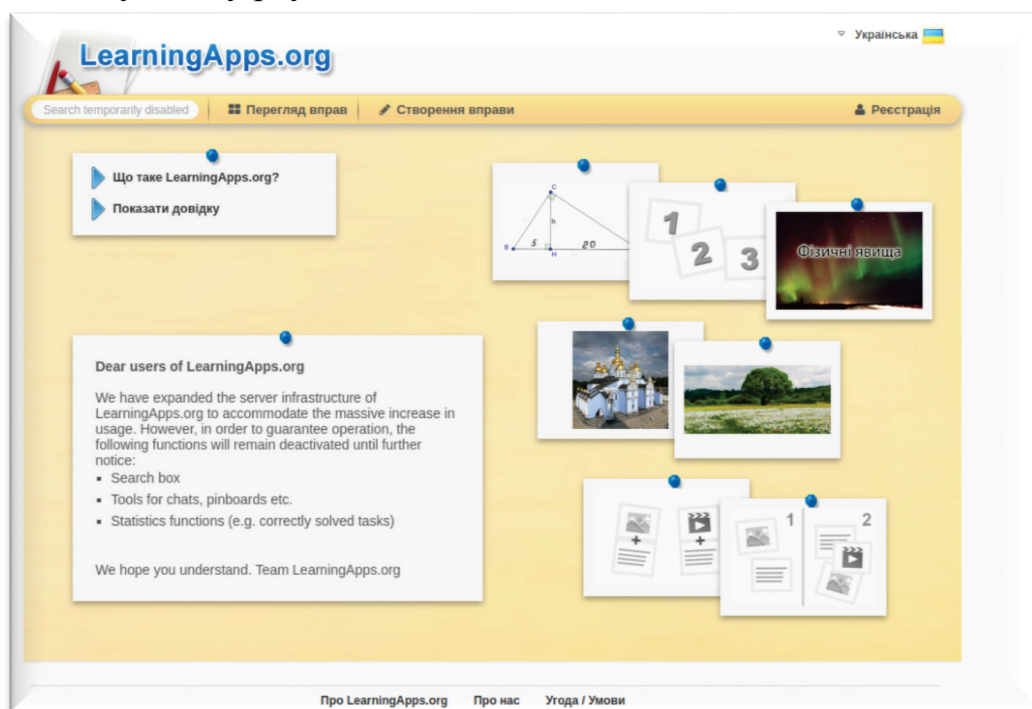 Українська
LearningApps.org
Search temporarily disabled
Перегляд вправ
Створення вправи
Реєстрація
Що таке LearningApps.org?
Показати довідку
C
h
B
5
20
H
1
2
3
Фізичні явища
Dear users of LearningApps.org
We have expanded the server infrastructure of
LearningApps.org to accommodate the massive increase in
usage. However, in order to guarantee operation, the
following functions will remain deactivated until further
notice:
▪ Search box
▪ Tools for chats, pinboards etc.
▪ Statistics functions (e.g. correctly solved tasks)
We hope you understand. Team LearningApps.org
+
+
1
2
Про LearningApps.org Про нас Угода / Умови